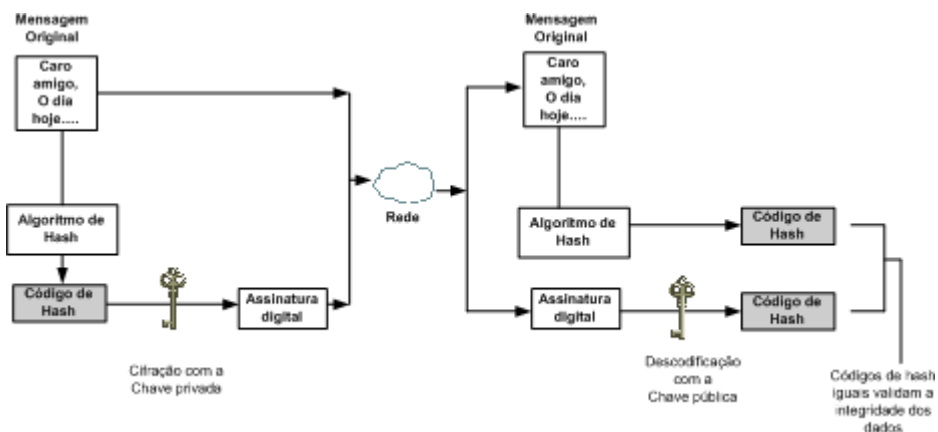 Mensagem
Original
Caro
amigo,
O dia
hoje....
Algoritmo de
Hash
Código de
Hash
Cifração com a
Chave privada
Assinatura
digital
Rede
Mensagem
Original
Caro
amigo,
O dia
hoje....
Algoritmo de
Hash
Código de
Hash
Assinatura
digital
Descodificação
com a
Chave pública
Código de
Hash
Códigos de hash
iguais validam a
integridade dos
dados